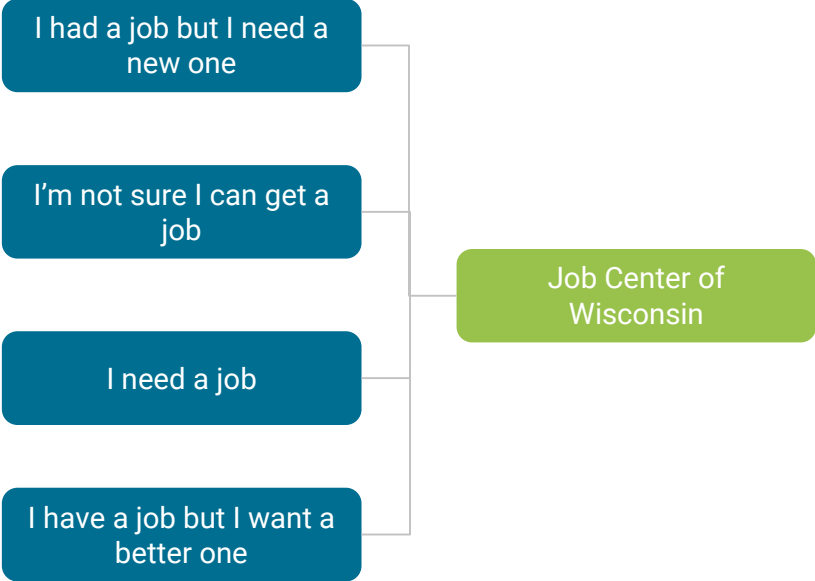 I had a job but I need a
new one
I’m not sure I can get a
job
Job Center of
Wisconsin
I need a job
I have a job but I want a
better one